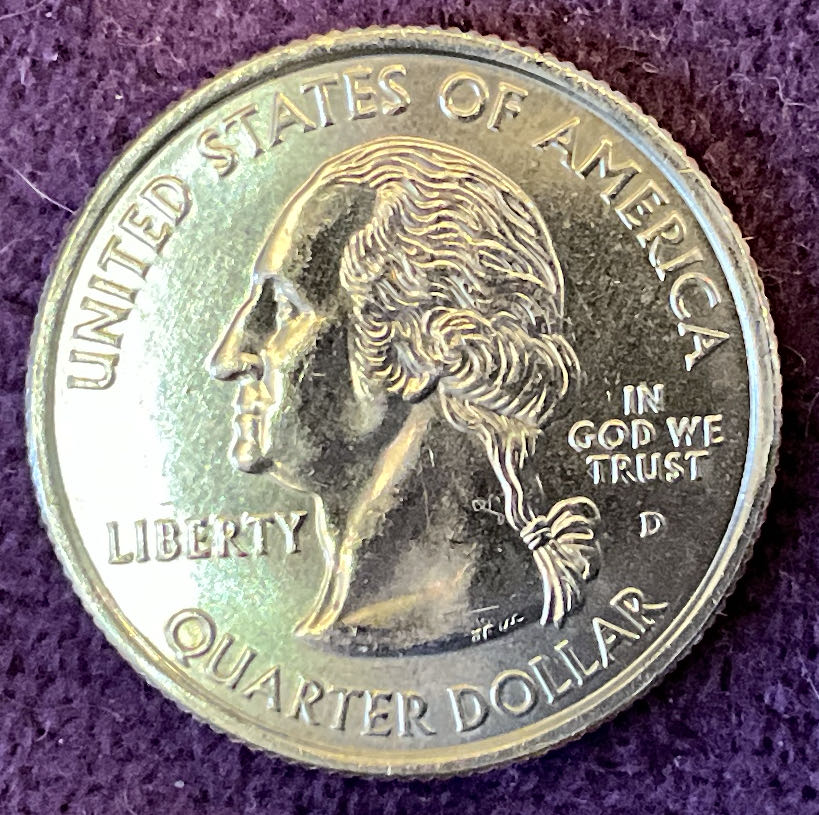 UNITED STATES OF AMERICA
IN
GOD WE
TRUST
LIBERTY
D
QUARTER DOLLAR